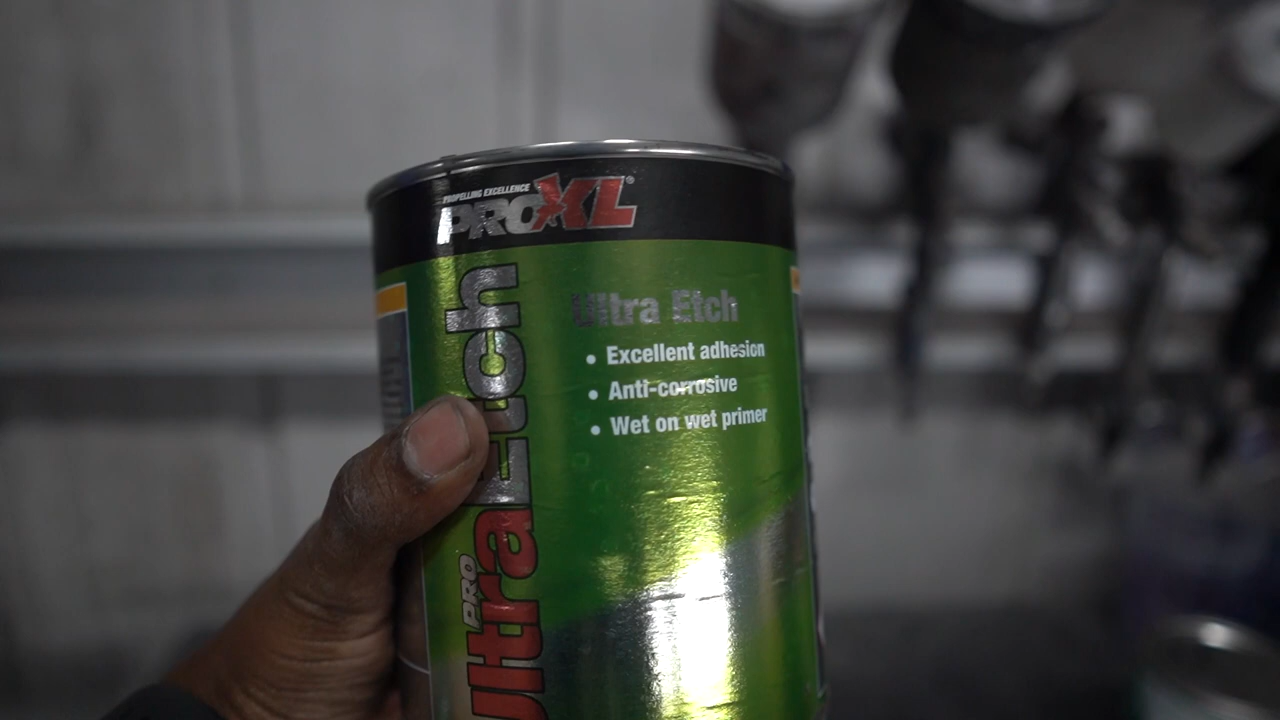 PROPELLING EXCELLENCE
PROXL®
Ultra Etch
• Excellent adhesion
• Anti-corrosive
• Wet on wet primer
PRO
UltraEtch